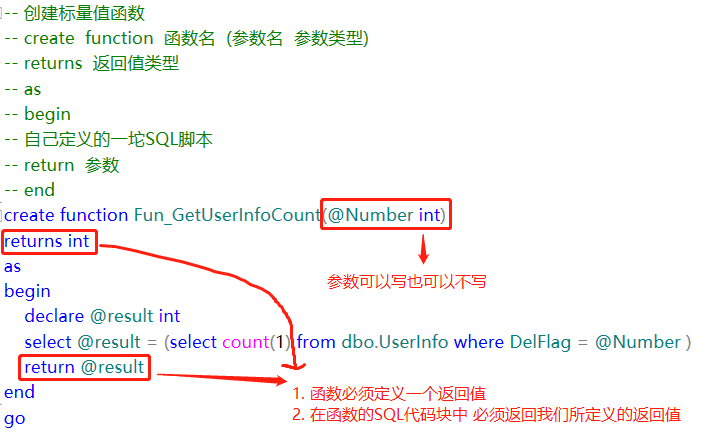 -- 创建标量值函数
-- create  function  函数名  (参数名  参数类型)
-- returns  返回值类型
-- as
-- begin
-- 自己定义的一坨SQL脚本
-- return  参数
-- end
create function Fun_GetUserInfoCount(@Number int)
returns int
参数可以写也可以不写
as
begin
declare @result int
select @result = (select count(1) from dbo.UserInfo where DelFlag = @Number )
return @result
1. 函数必须定义一个返回值
end
2. 在函数的SQL代码块中 必须返回我们所定义的返回值
go